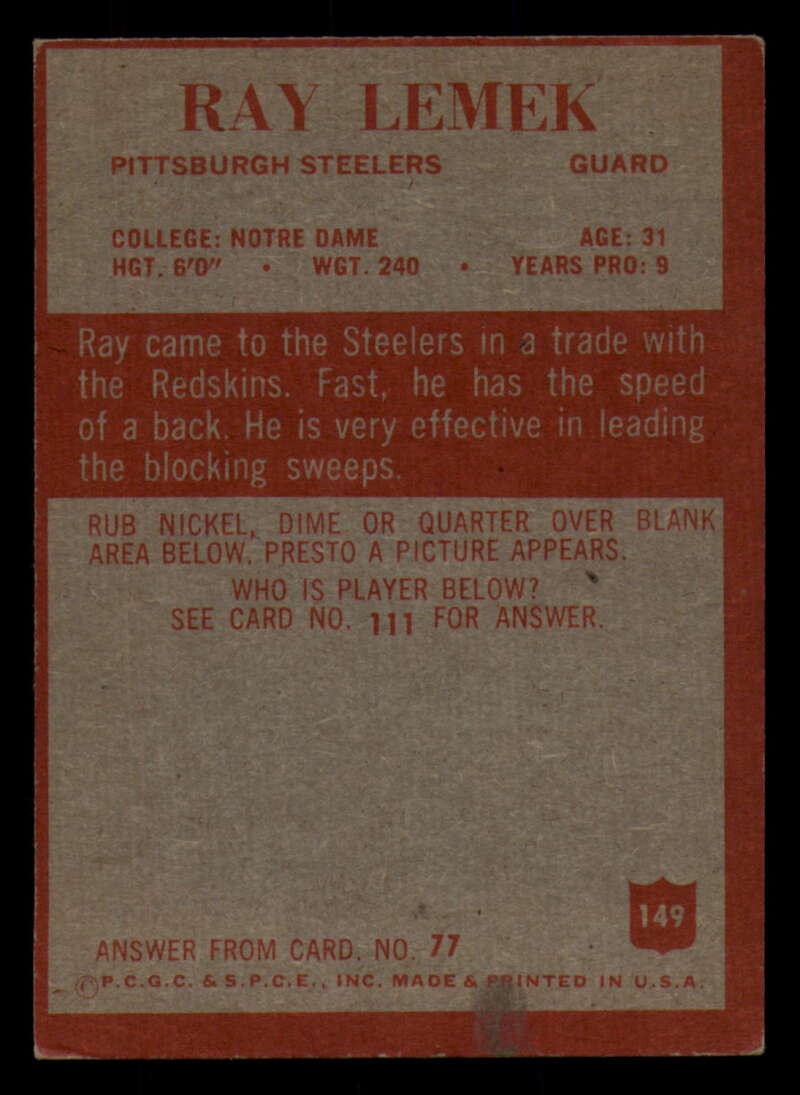 RAY LEMEK
PITTSBURGH STEELERS GUARD
COLLEGE: NOTRE DAME AGE: 31
HGT. 6'0" • WGT. 240 • YEARS PRO: 9
Ray came to the Steelers in a trade with
the Redskins. Fast, he has the speed
of a back. He is very effective in leading
the blocking sweeps.
RUB NICKEL, DIME OR QUARTER OVER BLANK
AREA BELOW. PRESTO A PICTURE APPEARS.
WHO IS PLAYER BELOW?
SEE CARD NO. 111 FOR ANSWER.
149
ANSWER FROM CARD. NO. 77
©P.C.G.C. & S.P.C.E., INC. MADE & PRINTED IN U.S.A.